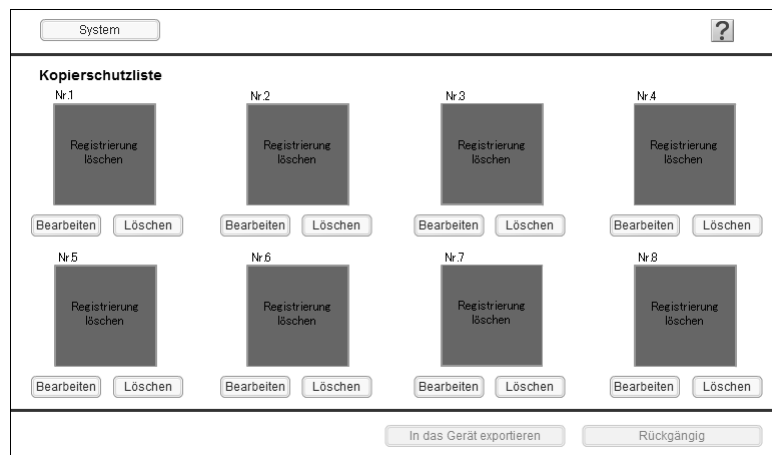 System
?
Kopierschutzliste
Nr.1
Nr.2
Nr.3
Nr.4
Registrierung
löschen
Registrierung
löschen
Registrierung
löschen
Registrierung
löschen
Bearbeiten
Löschen
Bearbeiten
Löschen
Bearbeiten
Löschen
Bearbeiten
Löschen
Nr.5
Nr.6
Nr.7
Nr.8
Registrierung
löschen
Registrierung
löschen
Registrierung
löschen
Registrierung
löschen
Bearbeiten
Löschen
Bearbeiten
Löschen
Bearbeiten
Löschen
Bearbeiten
Löschen
In das Gerät exportieren
Rückgängig